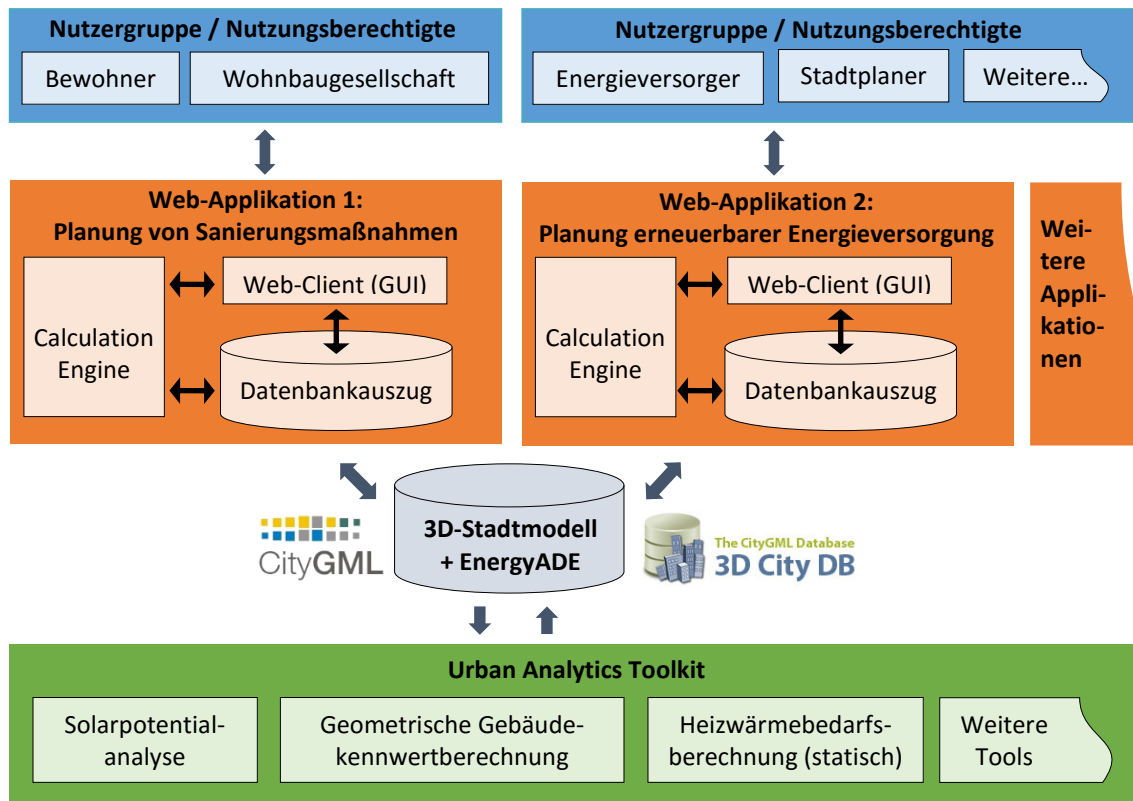 Nutzergruppe / Nutzungsberechtigte
Bewohner
Wohnbaugesellschaft
Nutzergruppe / Nutzungsberechtigte
Energieversorger
Stadtplaner
Weitere...
Web-Applikation 1:
Planung von Sanierungsmaßnahmen
Calculation
Engine
Web-Client (GUI)
Datenbankauszug
Web-Applikation 2:
Planung erneuerbarer Energieversorgung
Calculation
Engine
Web-Client (GUI)
Datenbankauszug
Wei-
tere
Appli-
katio-
nen
CityGML
3D-Stadtmodell
+ EnergyADE
The CityGML Database
3D City DB
Urban Analytics Toolkit
Solarpotential-
analyse
Geometrische Gebäude-
kennwertberechnung
Heizwärmebedarfs-
berechnung (statisch)
Weitere
Tools